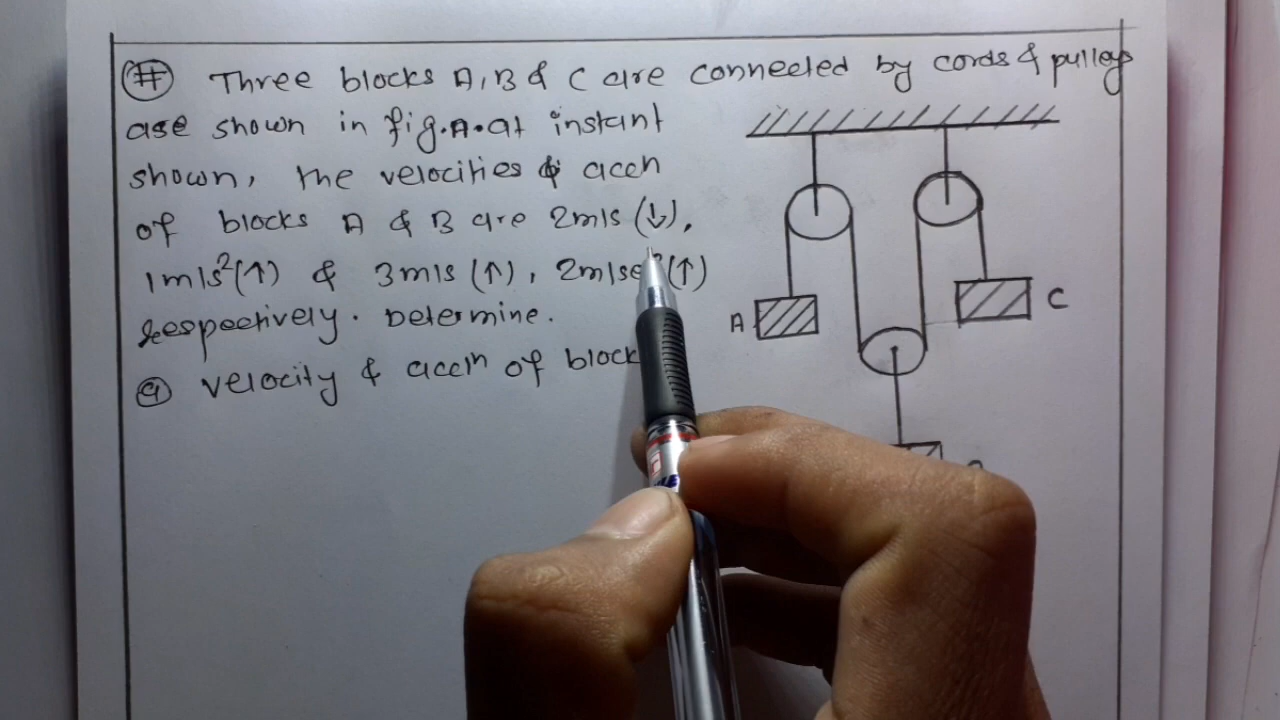 # Three blocks A, B & C are connected by cords & pulleys
are shown in fig. A. at instant
shown, the velocities & accn
of blocks A & B are 2m/s (↓),
1m/s²(↑) & 3m/s (↑), 2m/sec²(↑)
respectively. Determine.
a velocity & accn of block
A
C